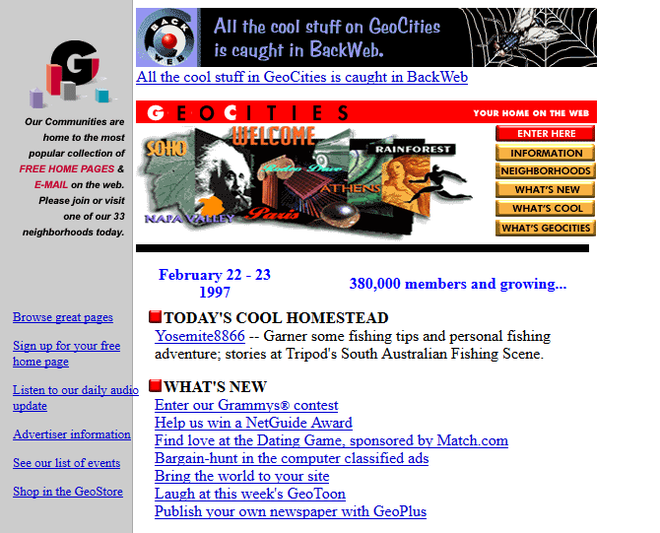 BACK
WEB
All the cool stuff on GeoCities
is caught in BackWeb.
All the cool stuff in GeoCities is caught in BackWeb
G
Our Communities are
home to the most
popular collection of
FREE HOME PAGES &
E-MAIL on the web.
Please join or visit
one of our 33
neighborhoods today.
GEOCITIES
YOUR HOME ON THE WEB
WELCOME
SOHO
RAINFOREST
Rodeo Drive
ATHENS
NAPA VALLEY
Paris
ENTER HERE
INFORMATION
NEIGHBORHOODS
WHAT'S NEW
WHAT'S COOL
WHAT'S GEOCITIES
February 22 - 23
1997
380,000 members and growing...
Browse great pages
Sign up for your free
home page
Listen to our daily audio
update
Advertiser information
See our list of events
Shop in the GeoStore
TODAY'S COOL HOMESTEAD
Yosemite8866 -- Garner some fishing tips and personal fishing
adventure; stories at Tripod's South Australian Fishing Scene.
WHAT'S NEW
Enter our Grammys® contest
Help us win a NetGuide Award
Find love at the Dating Game, sponsored by Match.com
Bargain-hunt in the computer classified ads
Bring the world to your site
Laugh at this week's GeoToon
Publish your own newspaper with GeoPlus